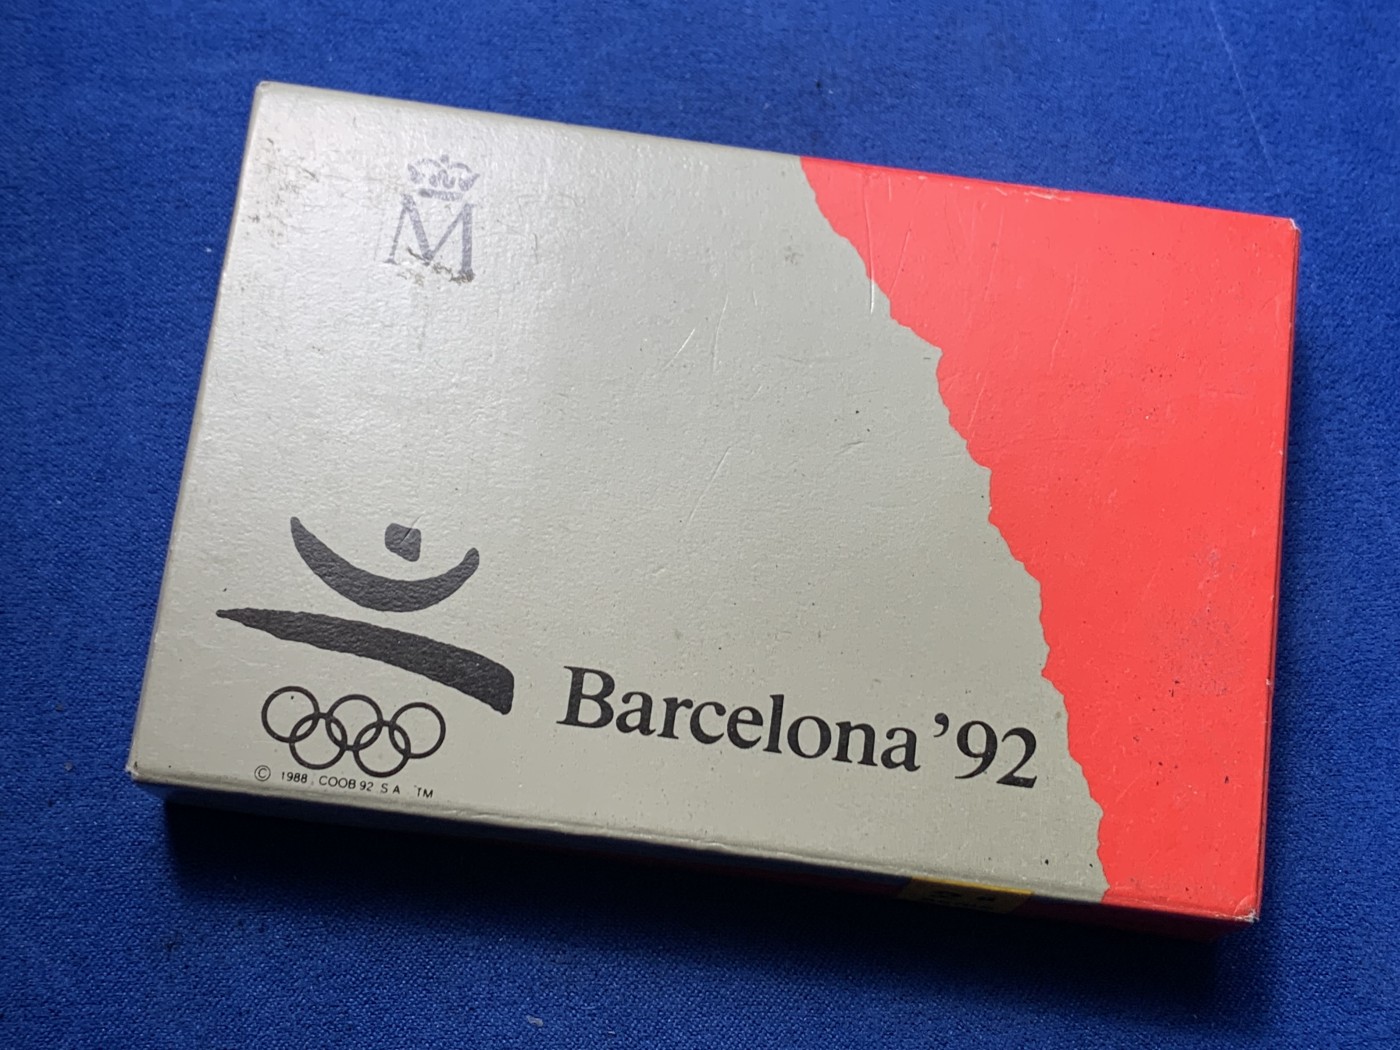 M
Barcelona '92
© 1988, COOB 92 S A TM